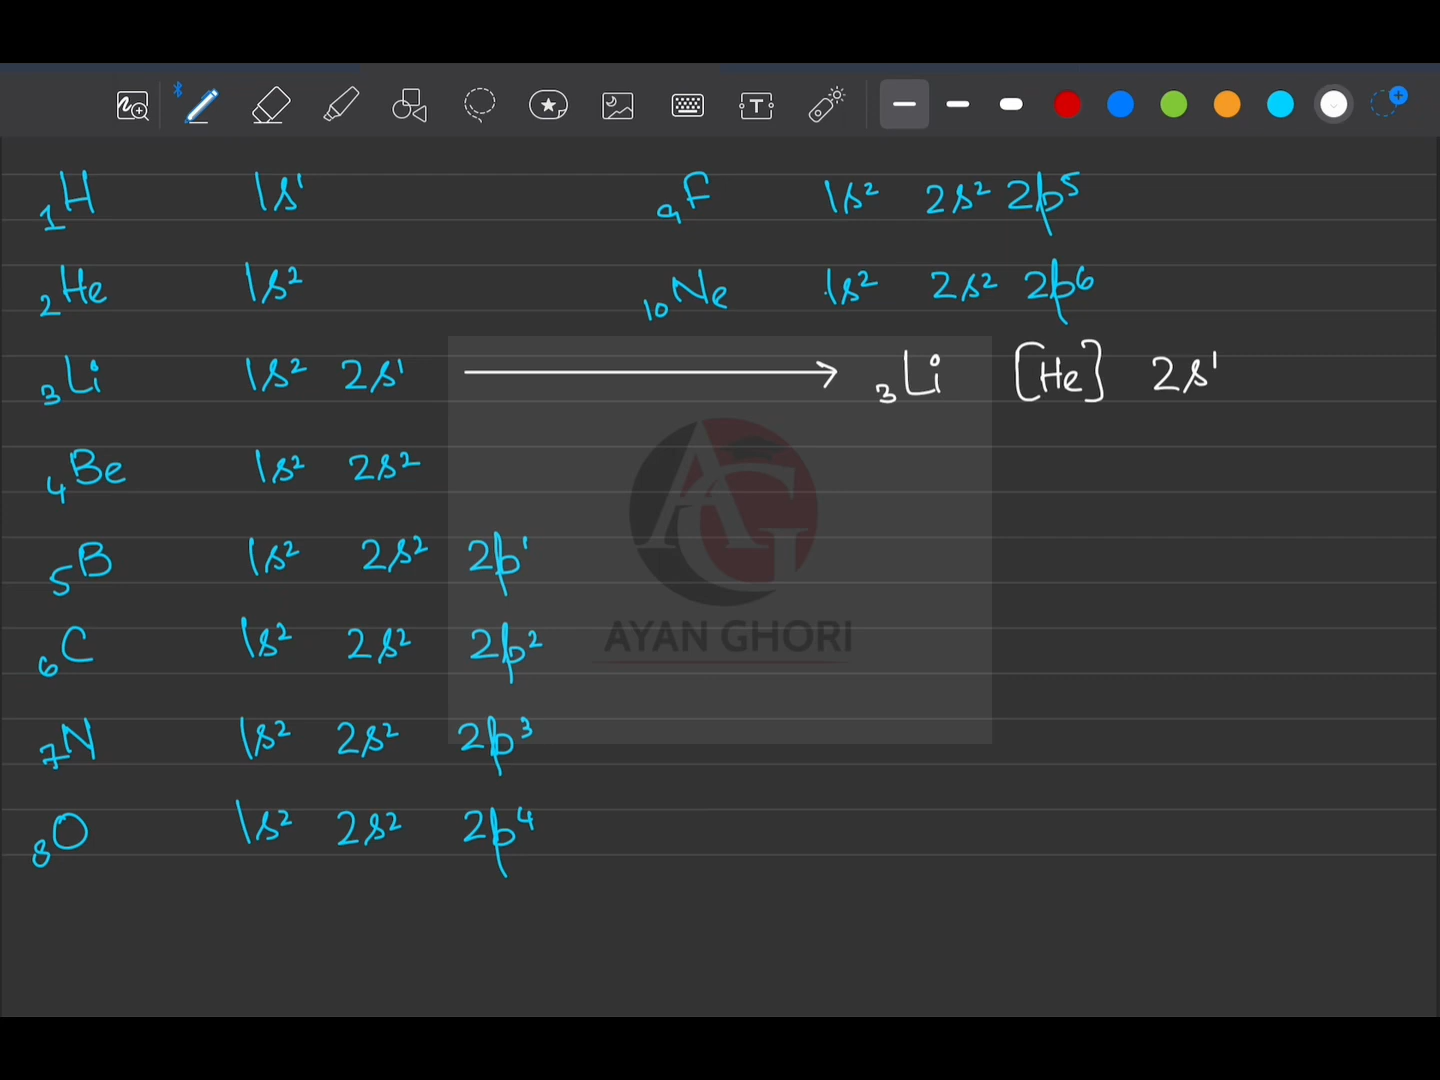 ₁H 1s¹
₂He 1s²
₃Li 1s² 2s¹ → ₃Li [He] 2s¹
₄Be 1s² 2s²
₅B 1s² 2s² 2p¹
₆C 1s² 2s² 2p²
₇N 1s² 2s² 2p³
₈O 1s² 2s² 2p⁴
₉F 1s² 2s² 2p⁵
₁₀Ne 1s² 2s² 2p⁶
AG
AYAN GHORI
T